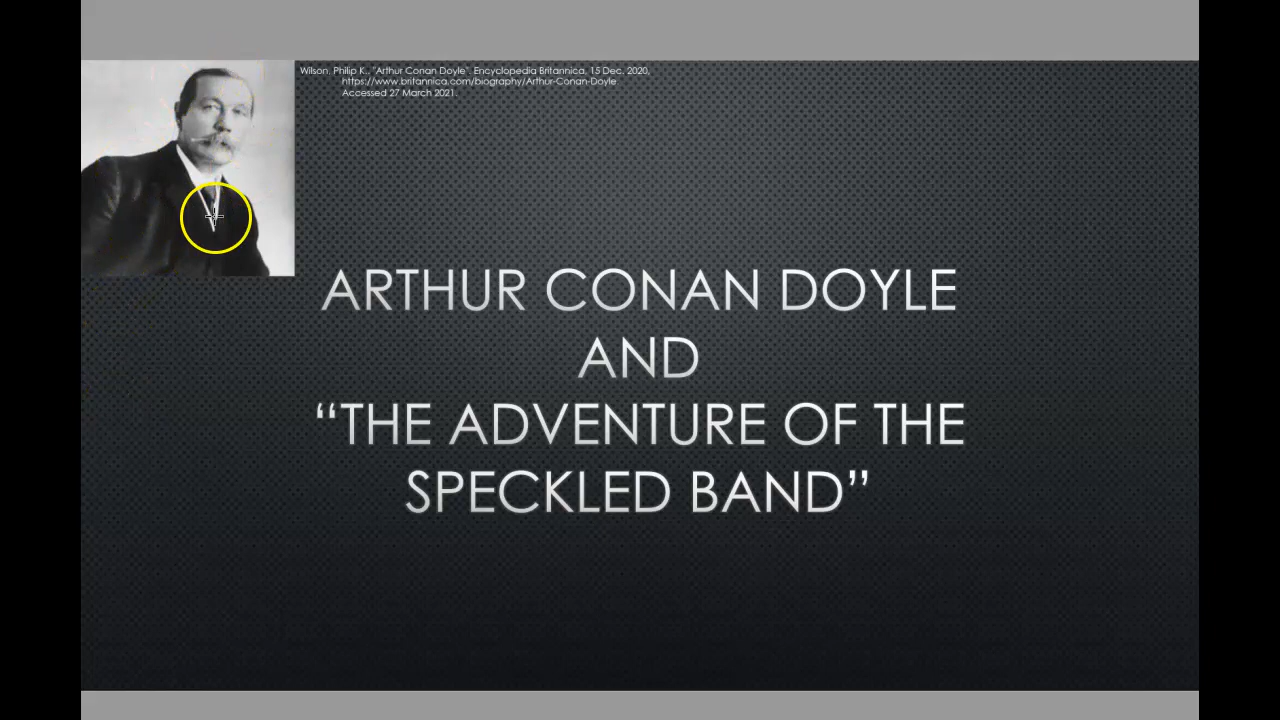 Wilson, Philip K.. "Arthur Conan Doyle". Encyclopedia Britannica, 15 Dec. 2020,
https://www.britannica.com/biography/Arthur-Conan-Doyle.
Accessed 27 March 2021.
ARTHUR CONAN DOYLE
AND
“THE ADVENTURE OF THE
SPECKLED BAND”